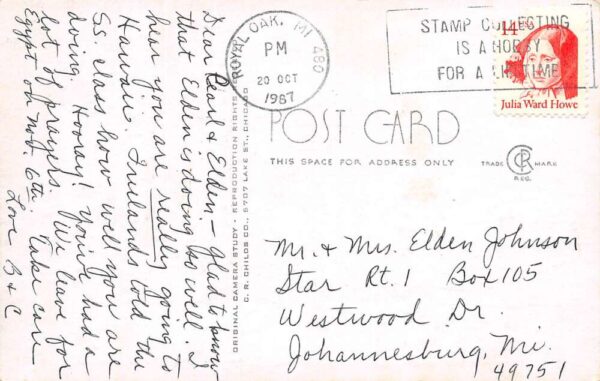 Dear Pearl & Elden, - glad to know
that Elden is doing so well. I
hear you are really going to
Hawaii. Irelands told the
SS class how well you are
doing Hooray! You've had a
lot of prayers. We leave for
Egypt on Nov. 6th. Take care
Love B & C
ORIGINAL CAMERA STUDY - REPRODUCTION RIGHTS
C. R. CHILDS CO., 5707 LAKE ST., CHICAGO
ROYAL OAK, MI 480
PM
20 OCT
1987
STAMP COLLECTING
IS A HOBBY
FOR A LIFETIME
14
Julia Ward Howe
POST CARD
THIS SPACE FOR ADDRESS ONLY
TRADE CR MARK
REG.
Mr. & Mrs. Elden Johnson
Star Rt. 1 Box 105
Westwood Dr.
Johannesburg, Mi.
49751